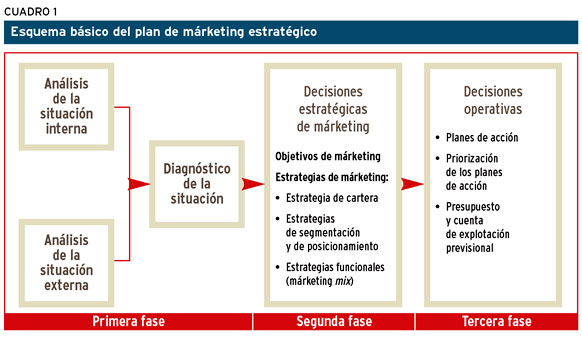 CUADRO 1
Esquema básico del plan de márketing estratégico
Análisis
de la
situación
interna
Análisis
de la
situación
externa
Diagnóstico
de la
situación
Decisiones
estratégicas
de márketing
Objetivos de márketing
Estrategias de márketing:
• Estrategia de cartera
• Estrategias
de segmentación
y de posicionamiento
• Estrategias funcionales
(márketing mix)
Decisiones
operativas
• Planes de acción
• Priorización
de los planes
de acción
• Presupuesto
y cuenta
de explotación
previsional
Primera fase
Segunda fase
Tercera fase